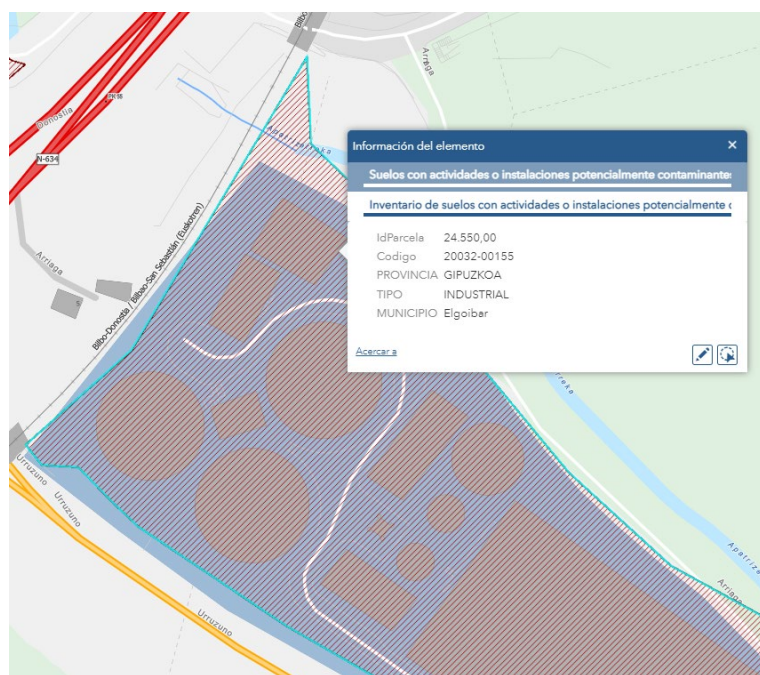 Bilbo
Arriaga
Donostia
N-634
Apatrizerreka
Información del elemento
×
Suelos con actividades o instalaciones potencialmente contaminante
Inventario de suelos con actividades o instalaciones potencialmente
IdParcela 24.550,00
Codigo 20032-00155
PROVINCIA GIPUZKOA
TIPO INDUSTRIAL
MUNICIPIO Elgoibar
Acercar a
Arriaga
Bilbo-Donostia / Bilbao-San Sebastián (Euskotren)
Urruzuno
Urruzuno
Urruzuno
Arriaga